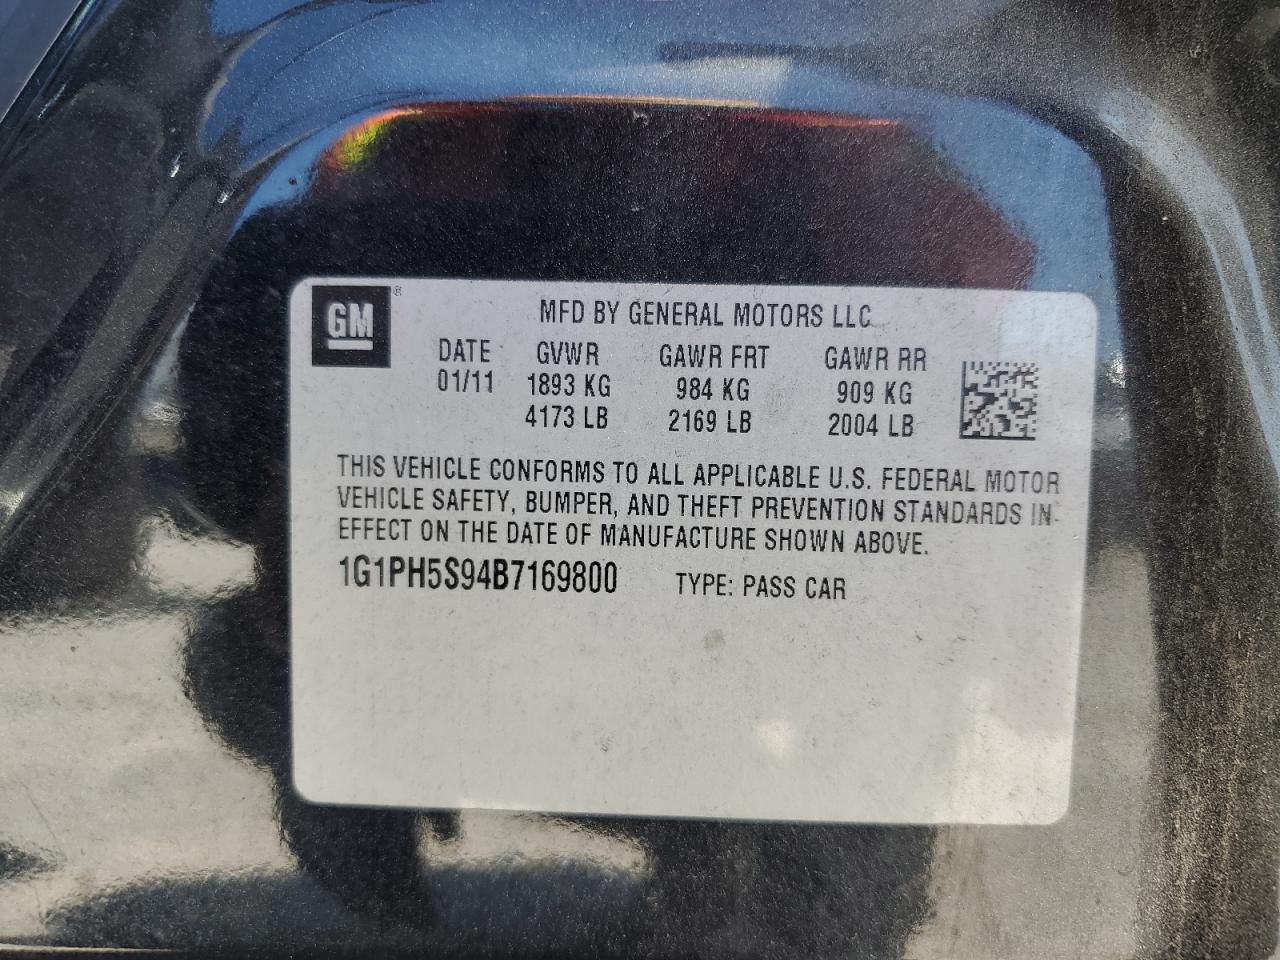 GM ®
MFD BY GENERAL MOTORS LLC
DATE GVWR GAWR FRT GAWR RR
01/11 1893 KG 984 KG 909 KG
4173 LB 2169 LB 2004 LB
THIS VEHICLE CONFORMS TO ALL APPLICABLE U.S. FEDERAL MOTOR
VEHICLE SAFETY, BUMPER, AND THEFT PREVENTION STANDARDS IN
EFFECT ON THE DATE OF MANUFACTURE SHOWN ABOVE.
1G1PH5S94B7169800 TYPE: PASS CAR